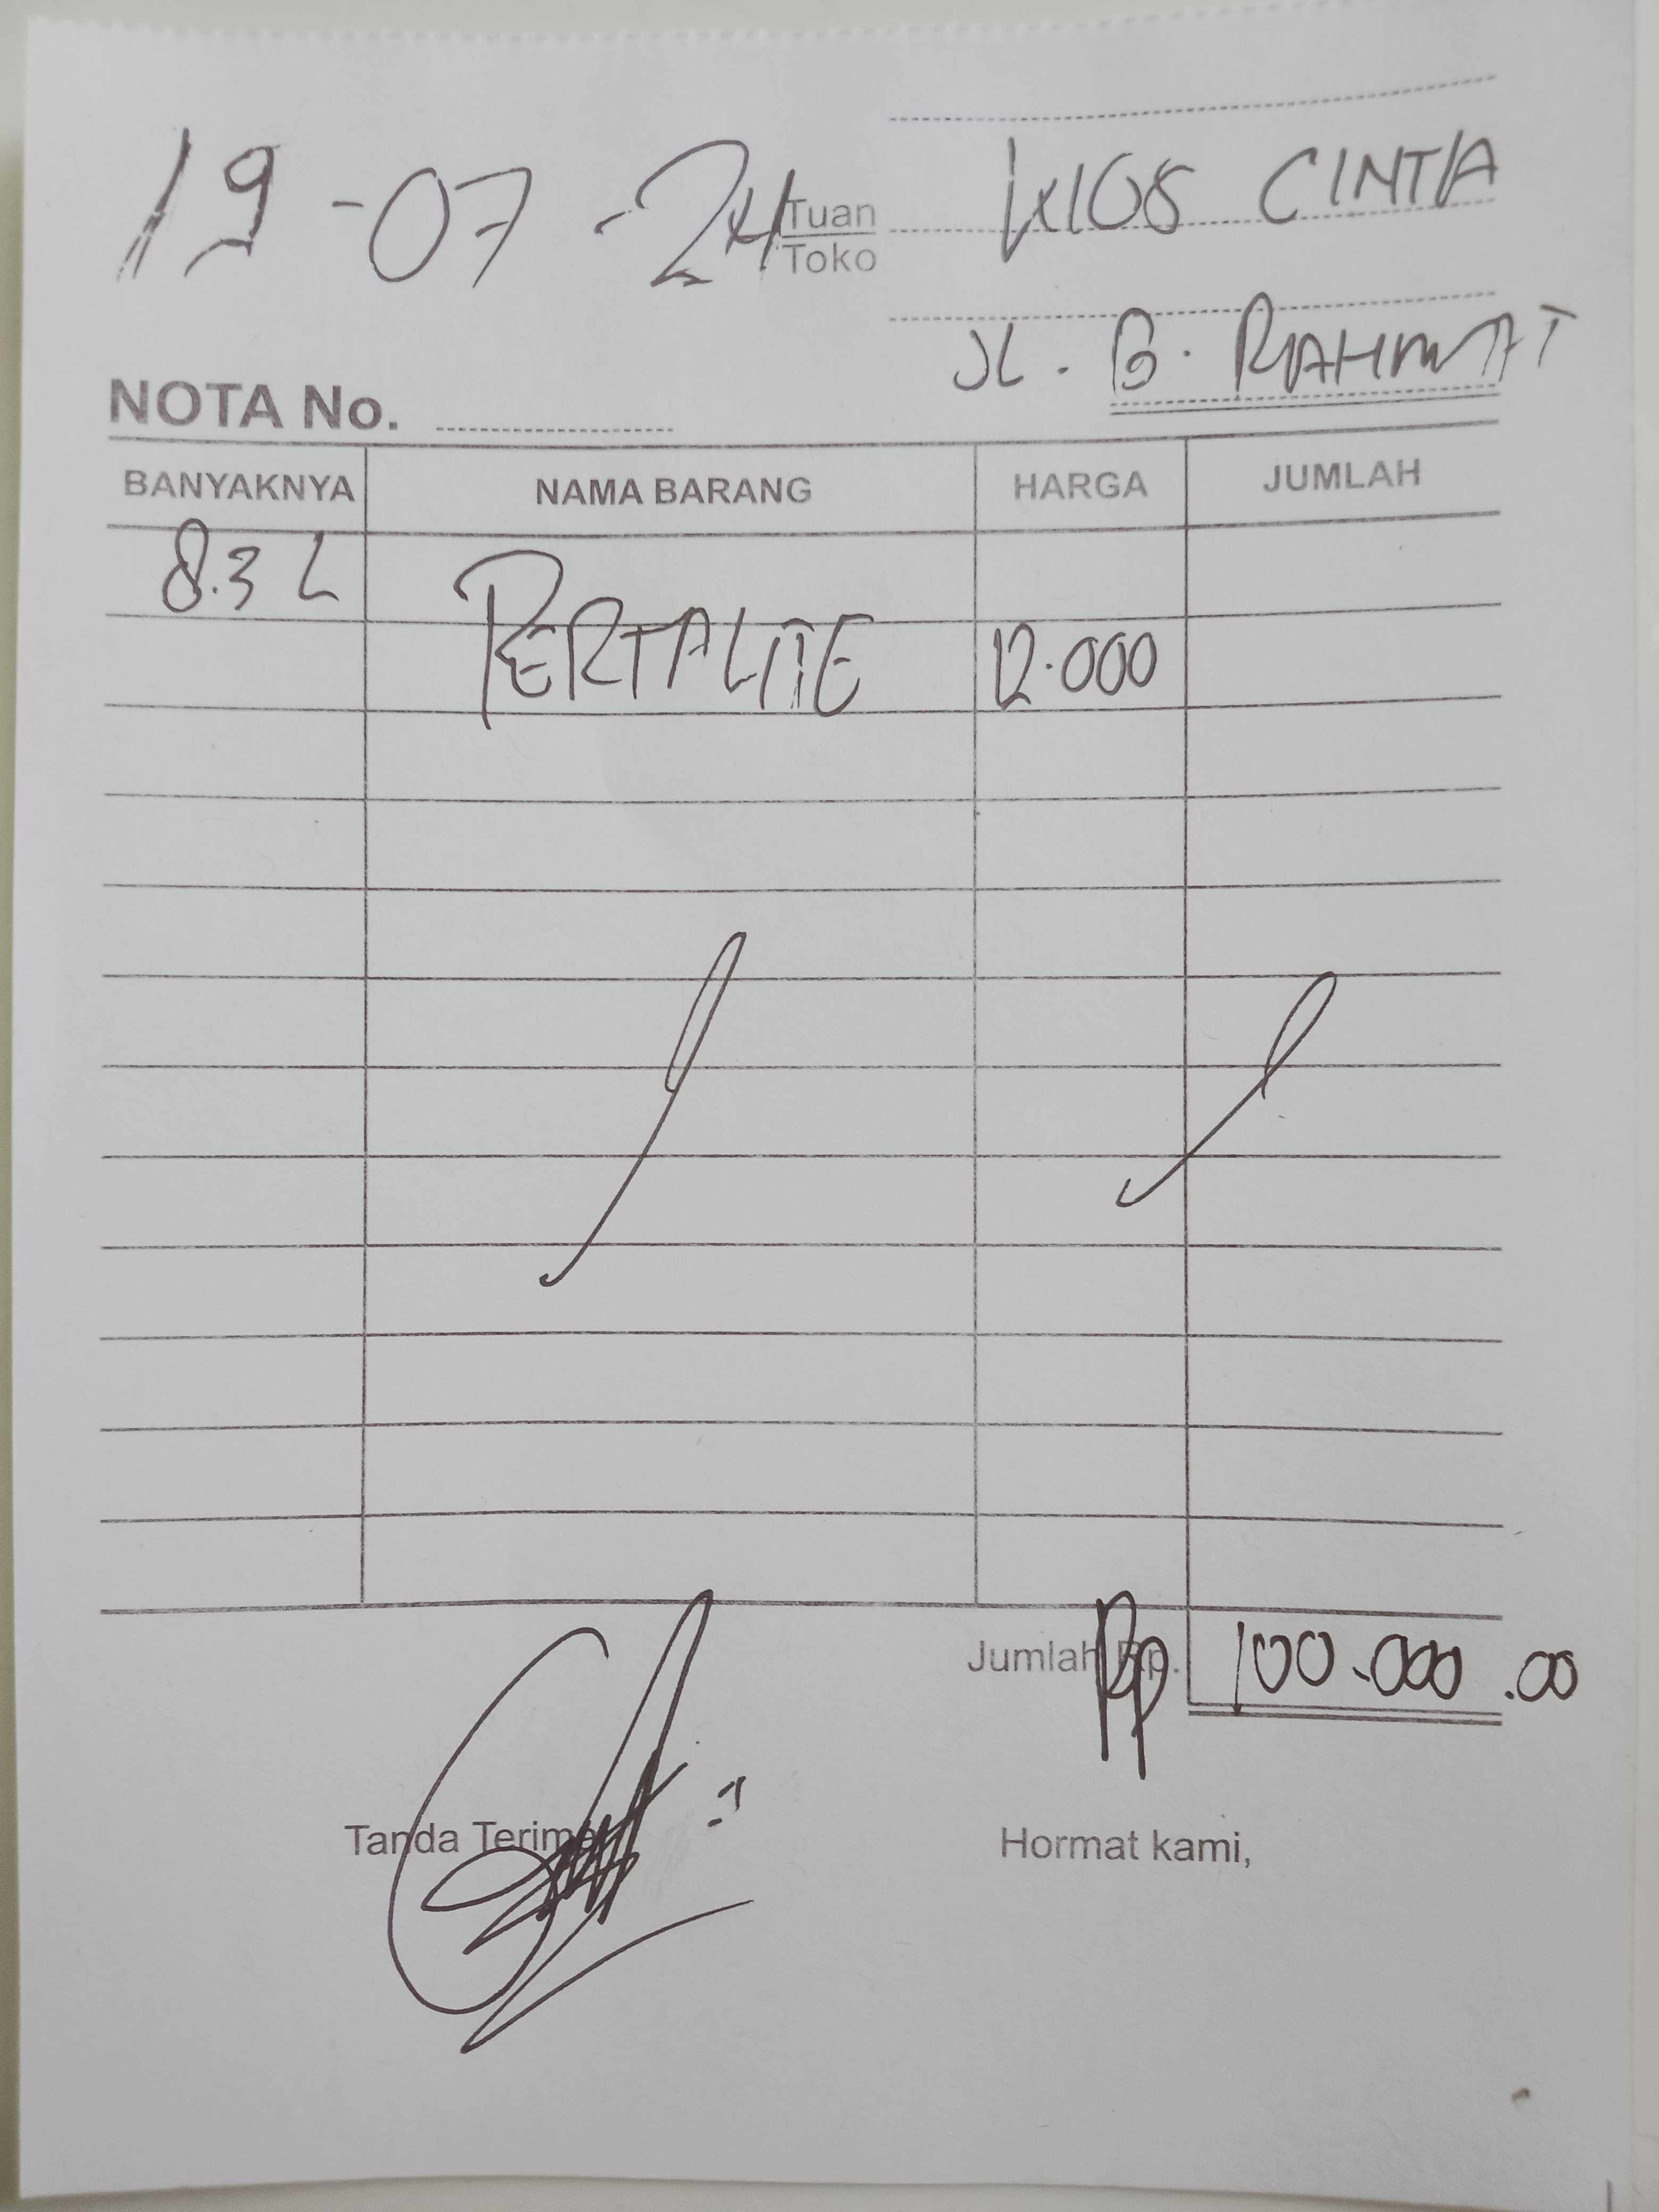 19-07-24 Tuan KIOS CINTA
Toko
JL. B. RAHMAT
NOTA No.
BANYAKNYA NAMA BARANG HARGA JUMLAH
8.3 L PERTALITE 12.000
Jumlah Rp. Rp 100.000.00
Tanda Terima
Hormat kami,